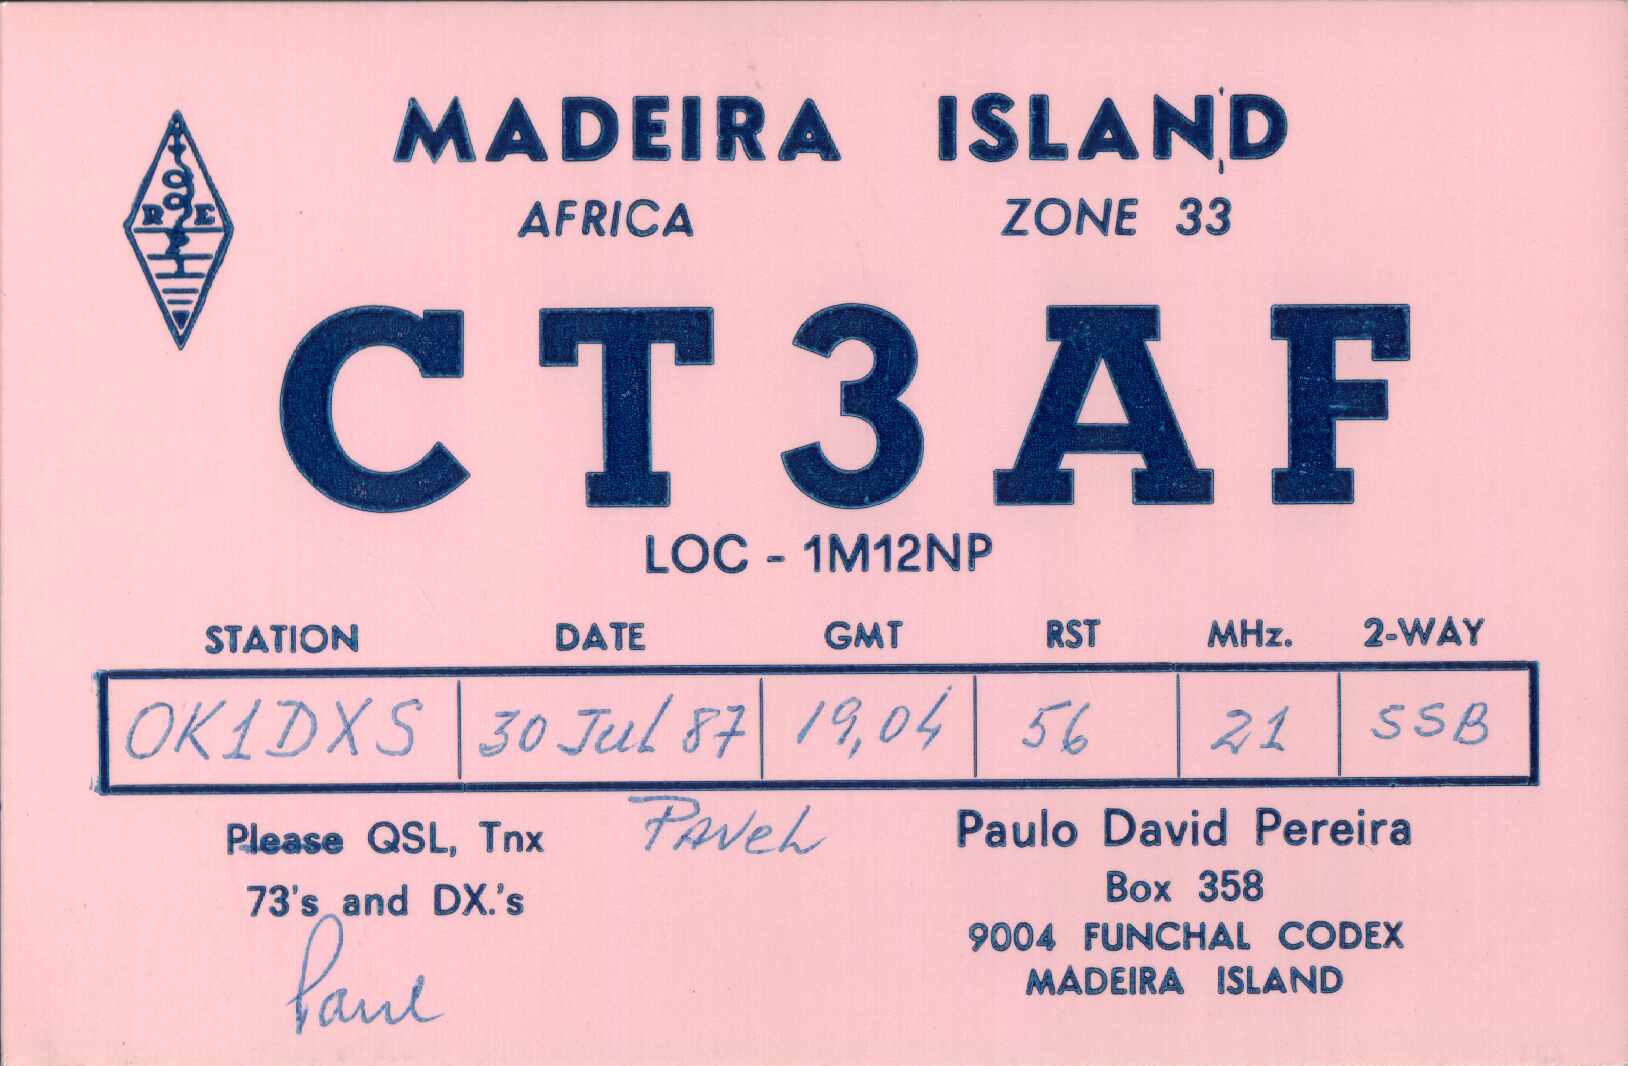 MADEIRA ISLAND
AFRICA ZONE 33
R E P
CT3AF
LOC - 1M12NP
STATION DATE GMT RST MHz. 2-WAY
OK1DXS 30 Jul 87 19,04 56 21 SSB
Please QSL, Tnx Pavel
73's and DX.'s
Paul
Paulo David Pereira
Box 358
9004 FUNCHAL CODEX
MADEIRA ISLAND